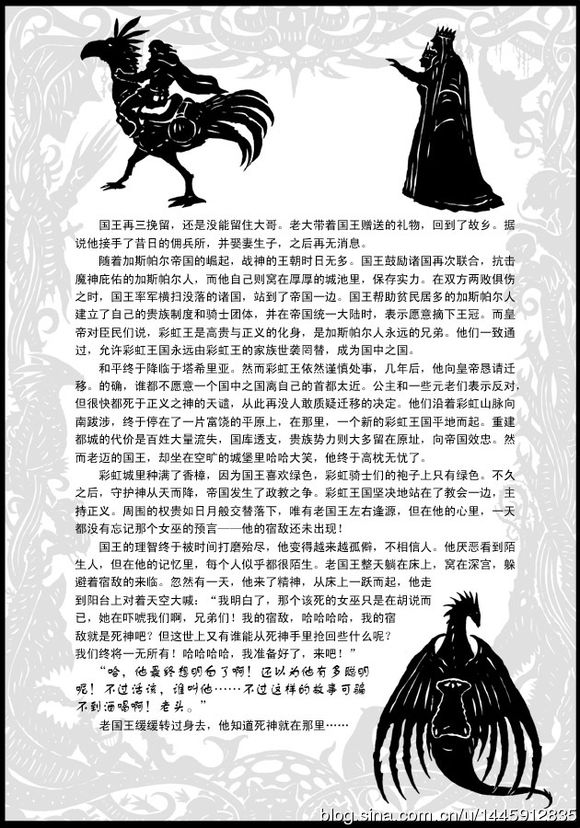 国王再三挽留，还是没能留住大哥。老大带着国王赠送的礼物，回到了故乡。据
说他接手了昔日的佣兵所，并娶妻生子，之后再无消息。
随着加斯帕尔帝国的崛起，战神的王朝时日无多。国王鼓励诸国再次联合，抗击
魔神庇佑的加斯帕尔人，而他自己则窝在厚厚的城池里，保存实力。在双方两败俱伤
之时，国王率军横扫没落的诸国，站到了帝国一边。国王帮助贫民居多的加斯帕尔人
建立了自己的贵族制度和骑士团体，并在帝国统一大陆时，表示愿意摘下王冠。而皇
帝对臣民们说，彩虹王是高贵与正义的化身，是加斯帕尔人永远的兄弟。他们一致通
过，允许彩虹王国永远由彩虹王的家族世袭罔替，成为国中之国。
和平终于降临于塔希里亚。然而彩虹王依然谨慎处事，几年后，他向皇帝恳请迁
移。的确，谁都不愿意一个国中之国离自己的首都太近。公主和一些元老们表示反对，
但很快都死于正义之神的天谴，从此再没人敢质疑迁移的决定。他们沿着彩虹山脉向
南跋涉，终于停在了一片富饶的平原上，在那里，一个新的彩虹王国平地而起。重建
都城的代价是百姓大量流失，国库透支，贵族势力则大多留在原址，向帝国效忠。然
而老迈的国王，却坐在空旷的城堡里哈哈大笑，他终于高枕无忧了。
彩虹城里种满了香樟，因为国王喜欢绿色，彩虹骑士们的袍子上只有绿色。不久
之后，守护神从天而降，帝国发生了政教之争。彩虹王国坚决地站在了教会一边，主
持正义。周围的权贵如日月般交替落下，唯有老国王左右逢源，但在他的心里，一天
都没有忘记那个女巫的预言——他的宿敌还未出现！
国王的理智终于被时间打磨殆尽，他变得越来越孤僻，不相信人。他厌恶看到陌
生人，但在他的记忆里，每个人似乎都很陌生。老国王整天躺在床上，窝在深宫，躲
避着宿敌的来临。忽然有一天，他来了精神，从床上一跃而起，他走
到阳台上对着天空大喊：“我明白了，那个该死的女巫只是在胡说而
已，她在吓唬我们啊，兄弟们！我的宿敌，哈哈哈哈，我的宿
敌就是死神吧？但这世上又有谁能从死神手里抢回些什么呢？
我们终将一无所有！哈哈哈哈，我准备好了，来吧！”
“哈，他最终想明白了啊！还以为他有多聪明
呢！不过活该，谁叫他……不过这样的故事可骗
不到酒喝啊！老头。”
老国王缓缓转过身去，他知道死神就在那里……
blog.sina.com.cn/u/1445912835